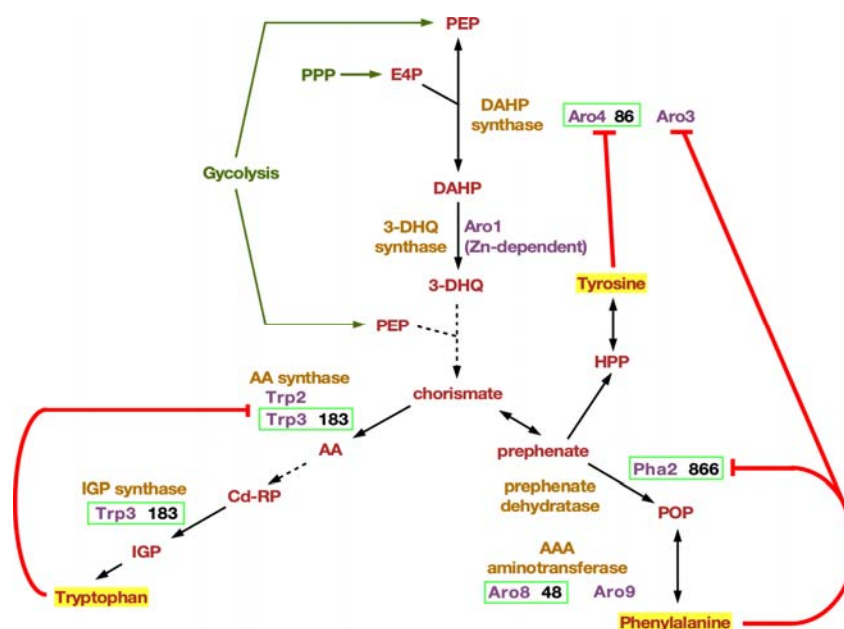 PEP
PPP
E4P
DAHP
synthase
Aro4 86
Aro3
Gycolysis
DAHP
3-DHQ
synthase
Aro1
(Zn-dependent)
3-DHQ
Tyrosine
PEP
HPP
AA synthase
Trp2
Trp3 183
chorismate
AA
prephenate
Pha2 866
IGP synthase
Trp3 183
Cd-RP
prephenate
dehydratase
POP
IGP
AAA
aminotransferase
Aro8 48
Aro9
Tryptophan
Phenylalanine